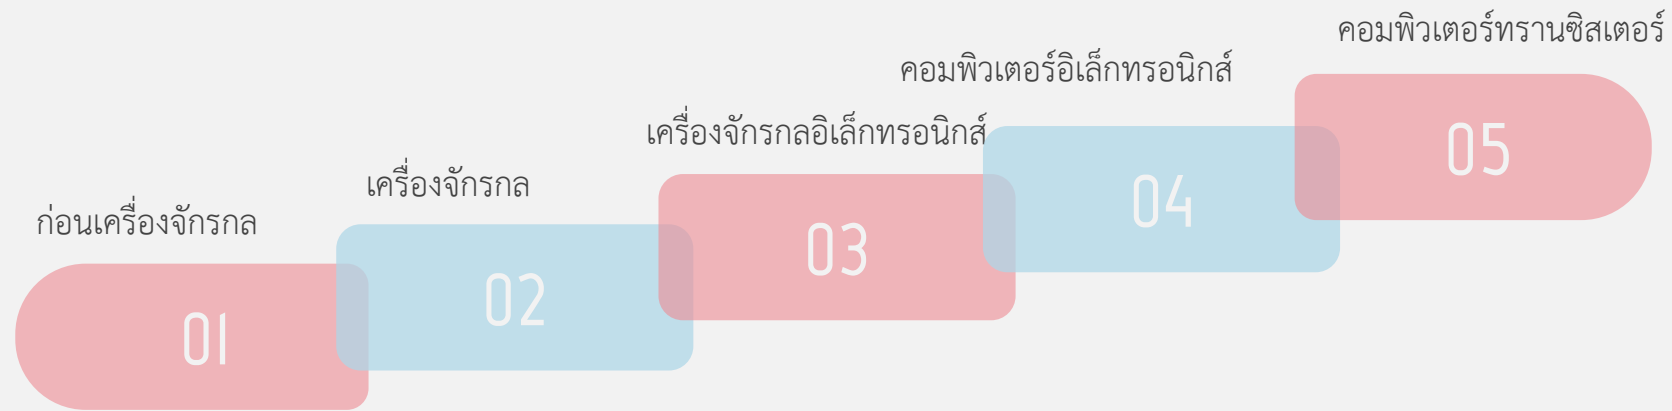 ก่อนเครื่องจักรกล
01
เครื่องจักรกล
02
เครื่องจักรกลอิเล็กทรอนิกส์
03
คอมพิวเตอร์อิเล็กทรอนิกส์
04
คอมพิวเตอร์ทรานซิสเตอร์
05